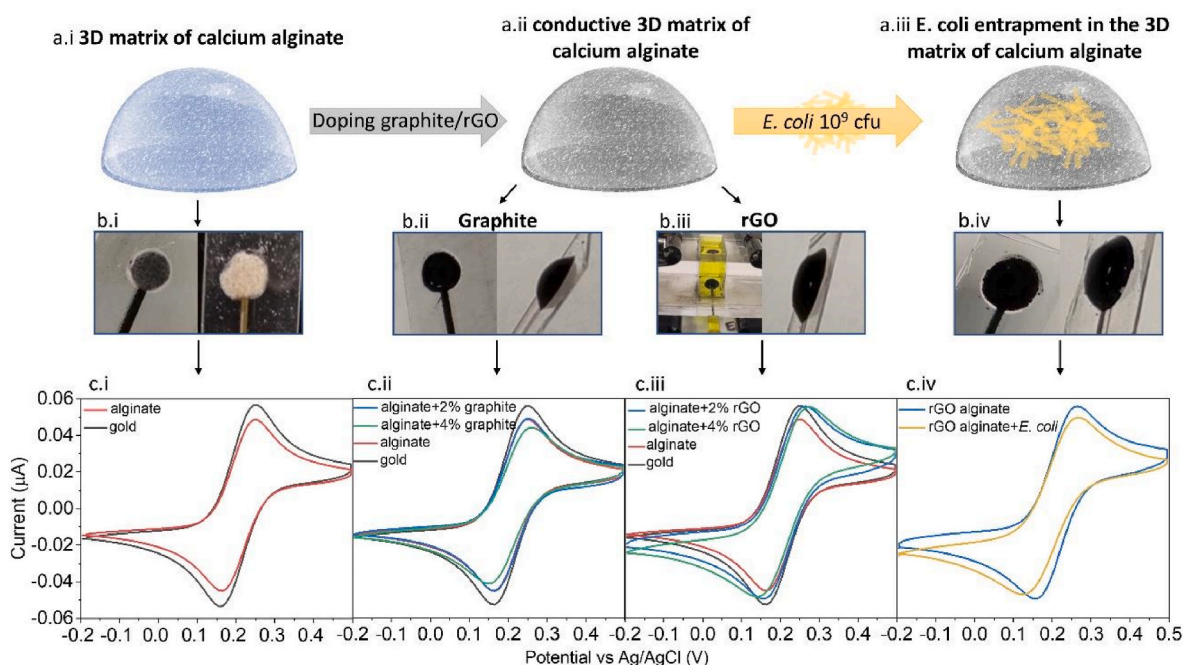 a.i 3D matrix of calcium alginate
a.ii conductive 3D matrix of
calcium alginate
a.iii E. coli entrapment in the 3D
matrix of calcium alginate
Doping graphite/rGO
E. coli 10⁹ cfu
b.i
b.ii
Graphite
b.iii
rGO
b.iv
c.i
alginate
gold
c.ii
alginate+2% graphite
alginate+4% graphite
alginate
gold
c.iii
alginate+2% rGO
alginate+4% rGO
alginate
gold
c.iv
rGO alginate
rGO alginate+E. coli
Current (µA)
0.06
0.04
0.02
0.00
-0.02
-0.04
-0.06
-0.2 -0.1 0.0 0.1 0.2 0.3 0.4 -0.2 -0.1 0.0 0.1 0.2 0.3 0.4 -0.2 -0.1 0.0 0.1 0.2 0.3 0.4 -0.2 -0.1 0.0 0.1 0.2 0.3 0.4 0.5
Potential vs Ag/AgCl (V)